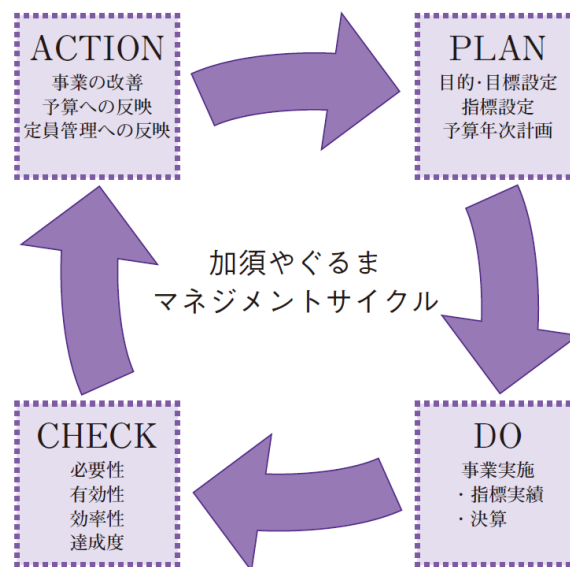 ACTION
事業の改善
予算への反映
定員管理への反映
PLAN
目的・目標設定
指標設定
予算年次計画
加須やぐるま
マネジメントサイクル
CHECK
必要性
有効性
効率性
達成度
DO
事業実施
・指標実績
・決算